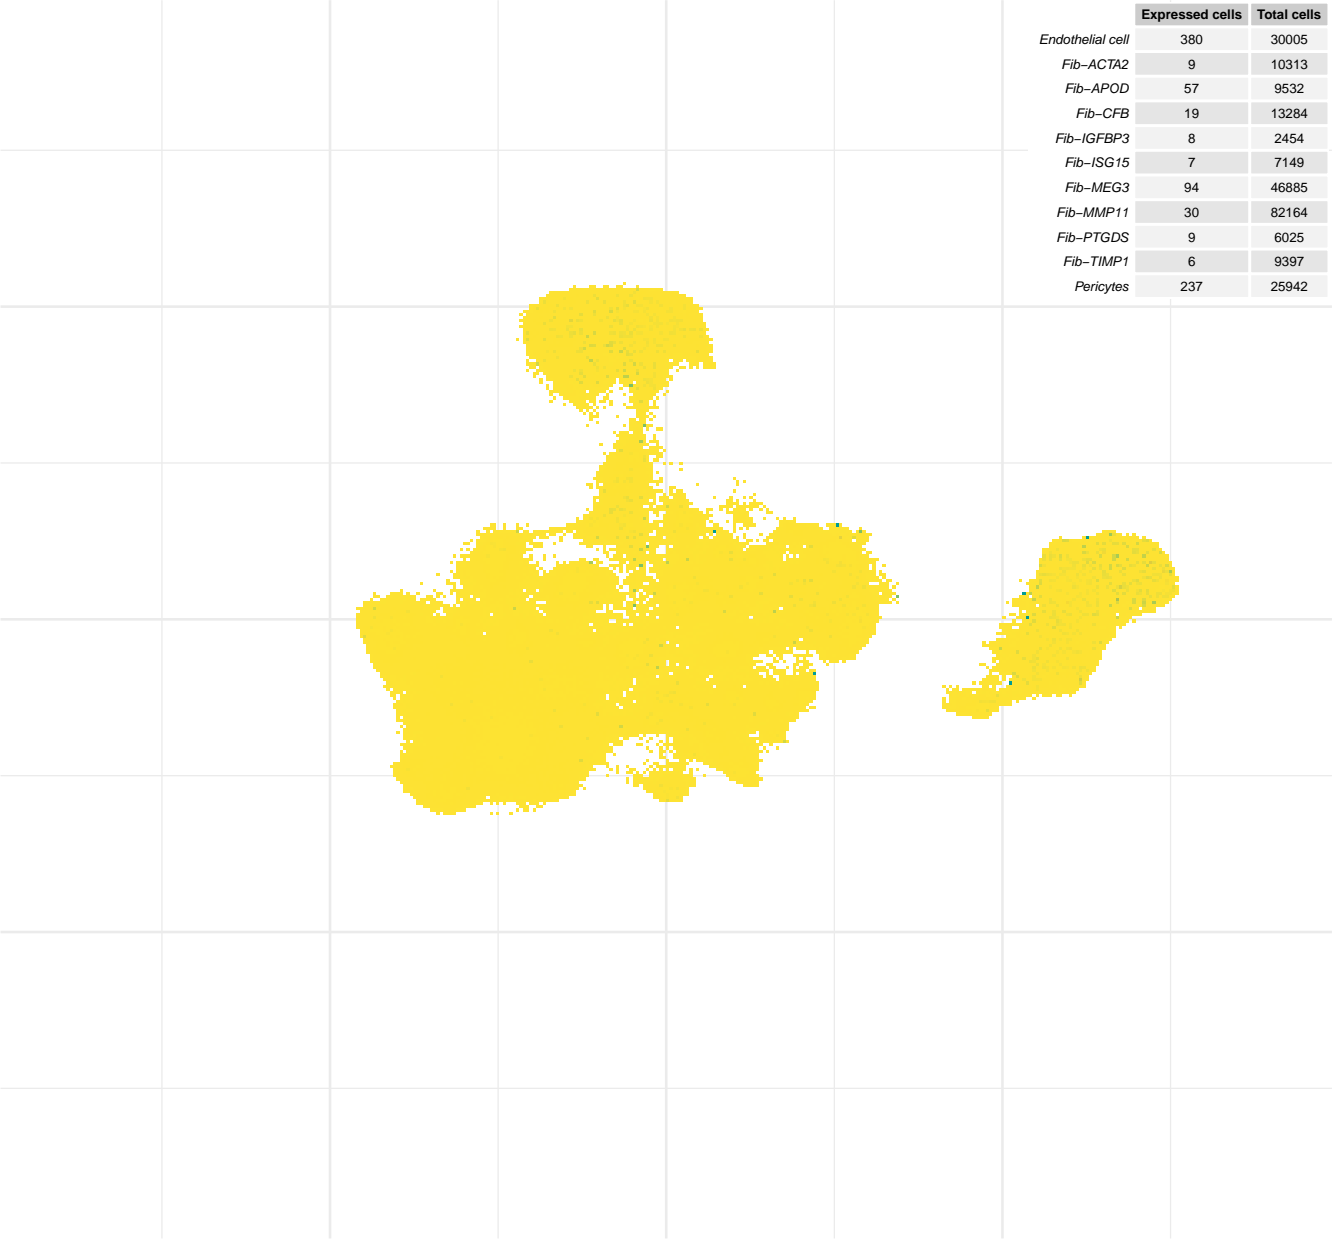 Expressed cells Total cells
Endothelial cell 380 30005
Fib−ACTA2 9 10313
Fib−APOD 57 9532
Fib−CFB 19 13284
Fib−IGFBP3 8 2454
Fib−ISG15 7 7149
Fib−MEG3 94 46885
Fib−MMP11 30 82164
Fib−PTGDS 9 6025
Fib−TIMP1 6 9397
Pericytes 237 25942